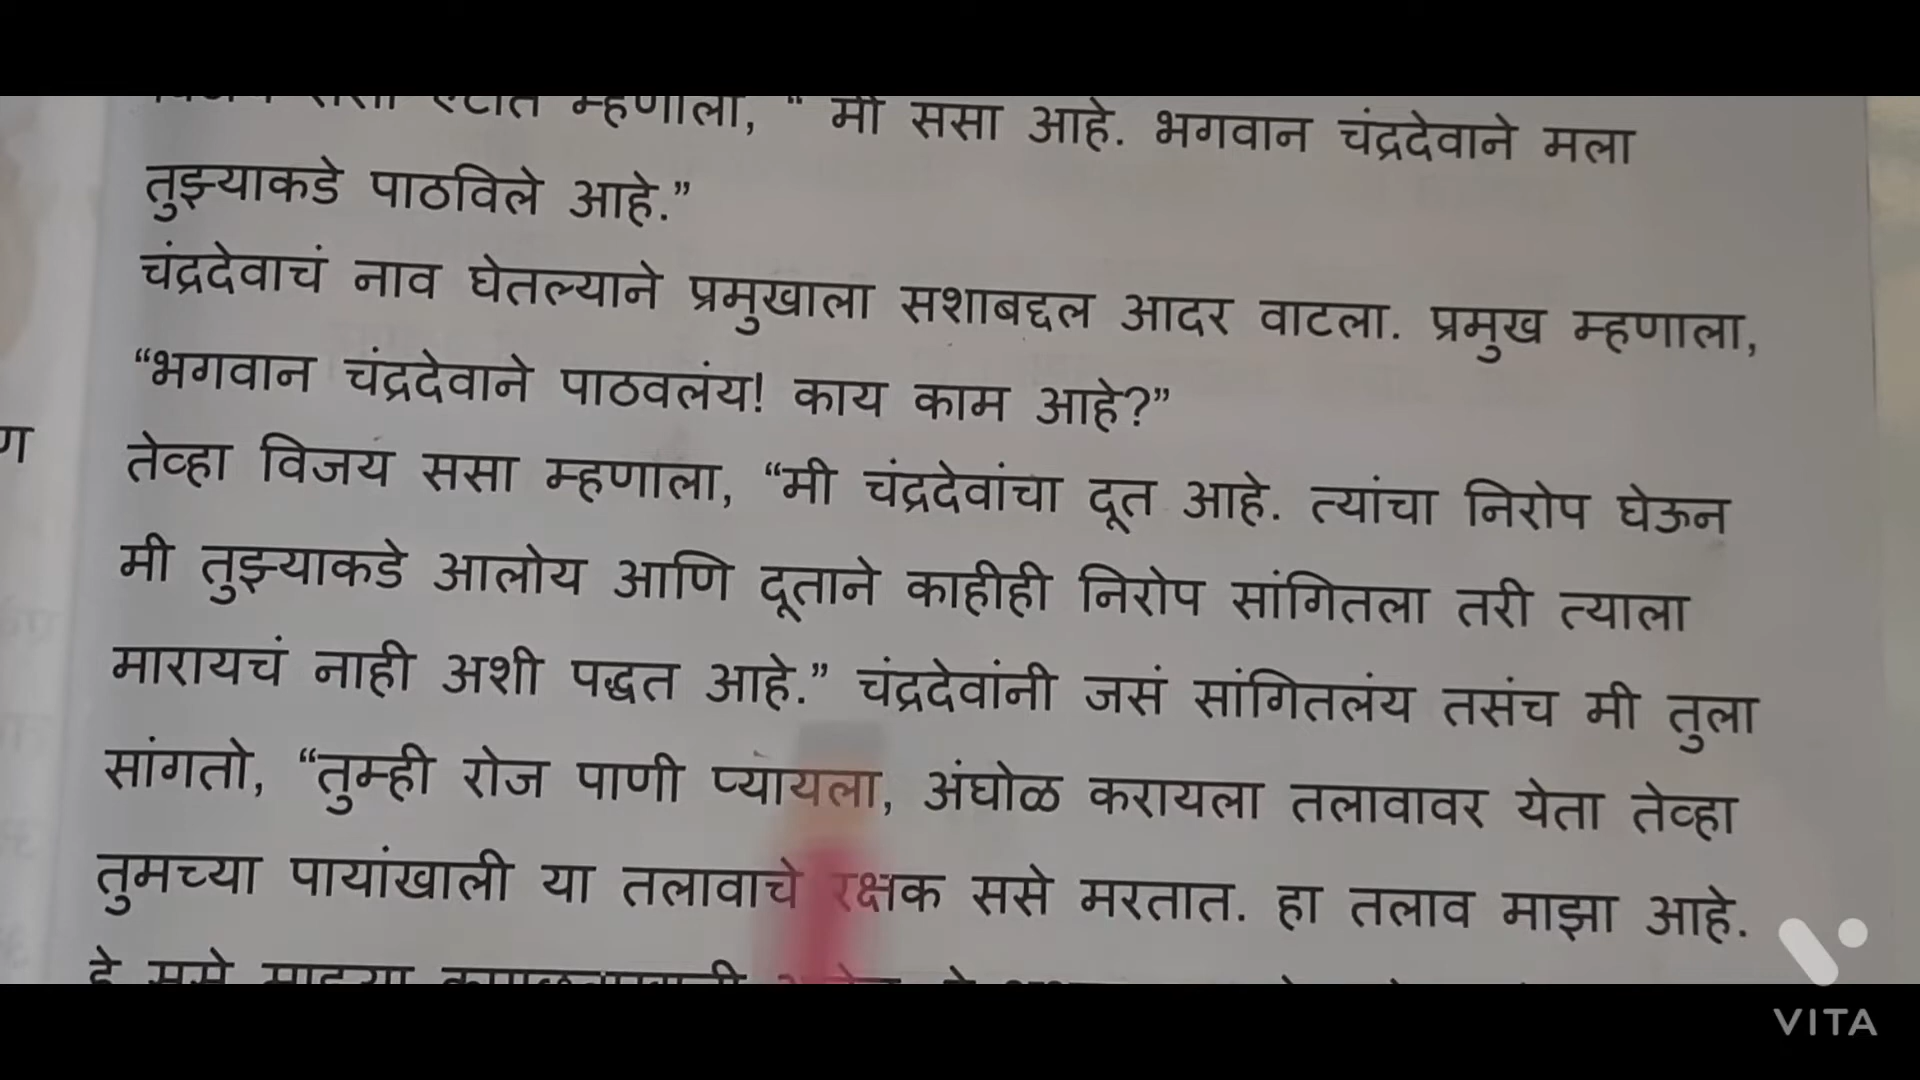 म्हणाला, “ मी ससा आहे. भगवान चंद्रदेवाने मला
तुझ्याकडे पाठविले आहे.”
चंद्रदेवाचं नाव घेतल्याने प्रमुखाला सशाबद्दल आदर वाटला. प्रमुख म्हणाला,
“भगवान चंद्रदेवाने पाठवलंय! काय काम आहे?”
तेव्हा विजय ससा म्हणाला, “मी चंद्रदेवांचा दूत आहे. त्यांचा निरोप घेऊन
मी तुझ्याकडे आलोय आणि दूताने काहीही निरोप सांगितला तरी त्याला
मारायचं नाही अशी पद्धत आहे.” चंद्रदेवांनी जसं सांगितलंय तसंच मी तुला
सांगतो, “तुम्ही रोज पाणी प्यायला, अंघोळ करायला तलावावर येता तेव्हा
तुमच्या पायांखाली या तलावाचे रक्षक ससे मरतात. हा तलाव माझा आहे.
VITA